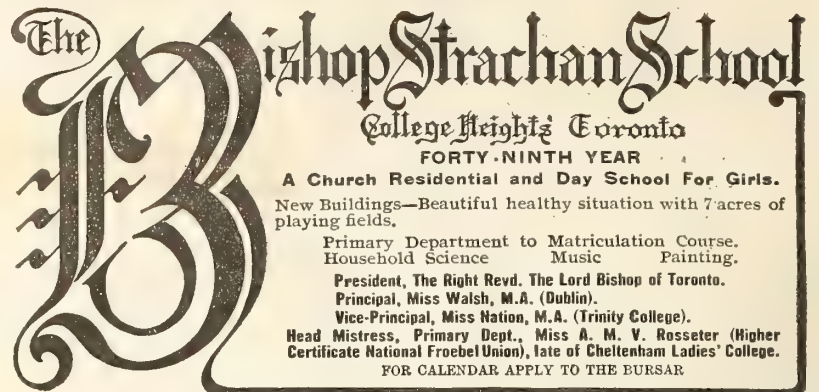 The Bishop Strachan School
College Heights Toronto
FORTY-NINTH YEAR
A Church Residential and Day School For Girls.
New Buildings—Beautiful healthy situation with 7 acres of
playing fields.
Primary Department to Matriculation Course.
Household Science Music Painting.
President, The Right Revd. The Lord Bishop of Toronto.
Principal, Miss Walsh, M.A. (Dublin).
Vice-Principal, Miss Nation, M.A. (Trinity College).
Head Mistress, Primary Dept., Miss A. M. V. Rosseter (Higher
Certificate National Froebel Union), late of Cheltenham Ladies' College.
FOR CALENDAR APPLY TO THE BURSAR